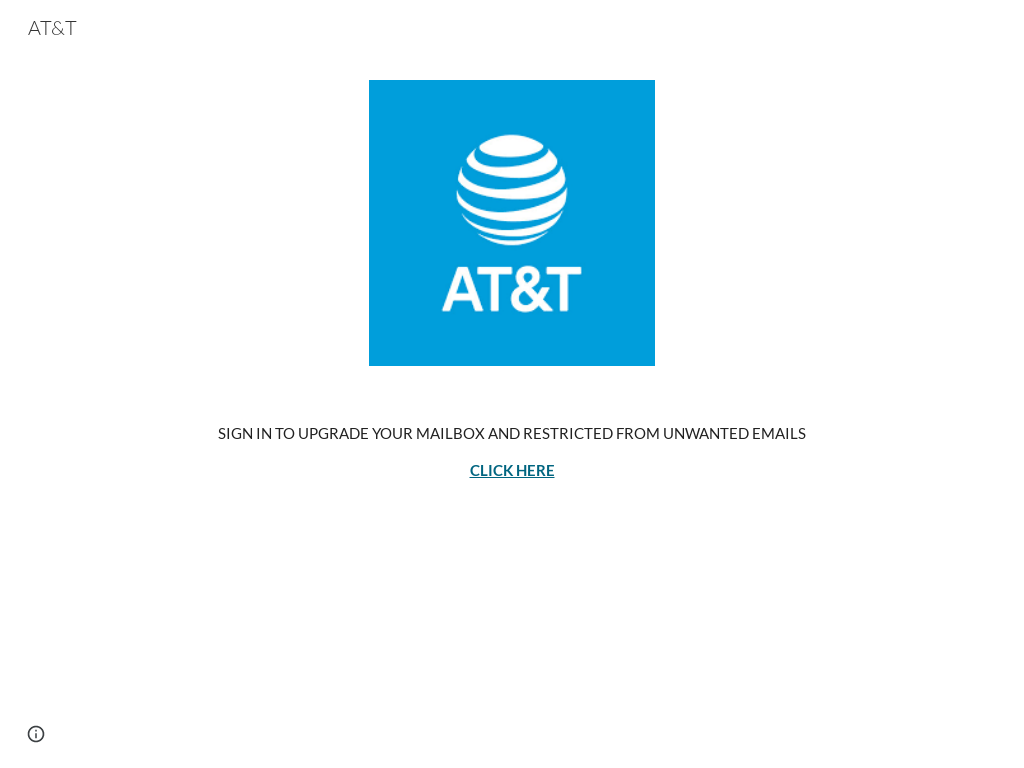 AT&T
AT&T
SIGN IN TO UPGRADE YOUR MAILBOX AND RESTRICTED FROM UNWANTED EMAILS
CLICK HERE